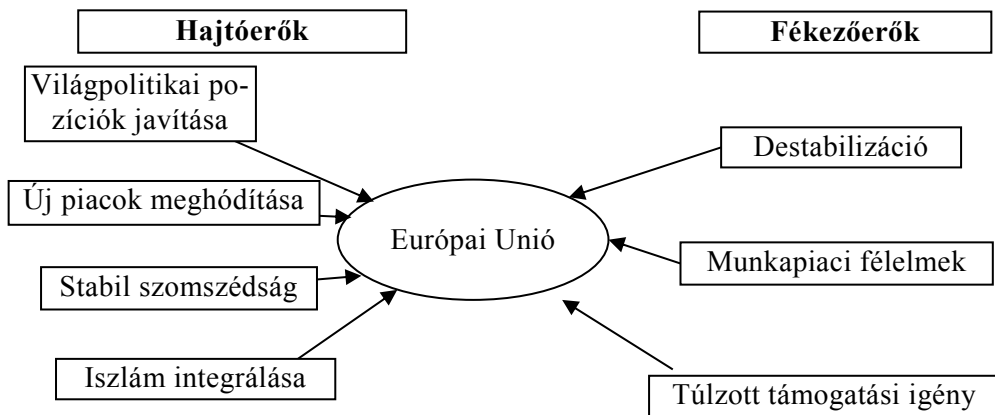 Hajtóerők
Fékezőerők
Világpolitikai po-
zíciók javítása
Destabilizáció
Új piacok meghódítása
Európai Unió
Munkapiaci félelmek
Stabil szomszédság
Iszlám integrálása
Túlzott támogatási igény